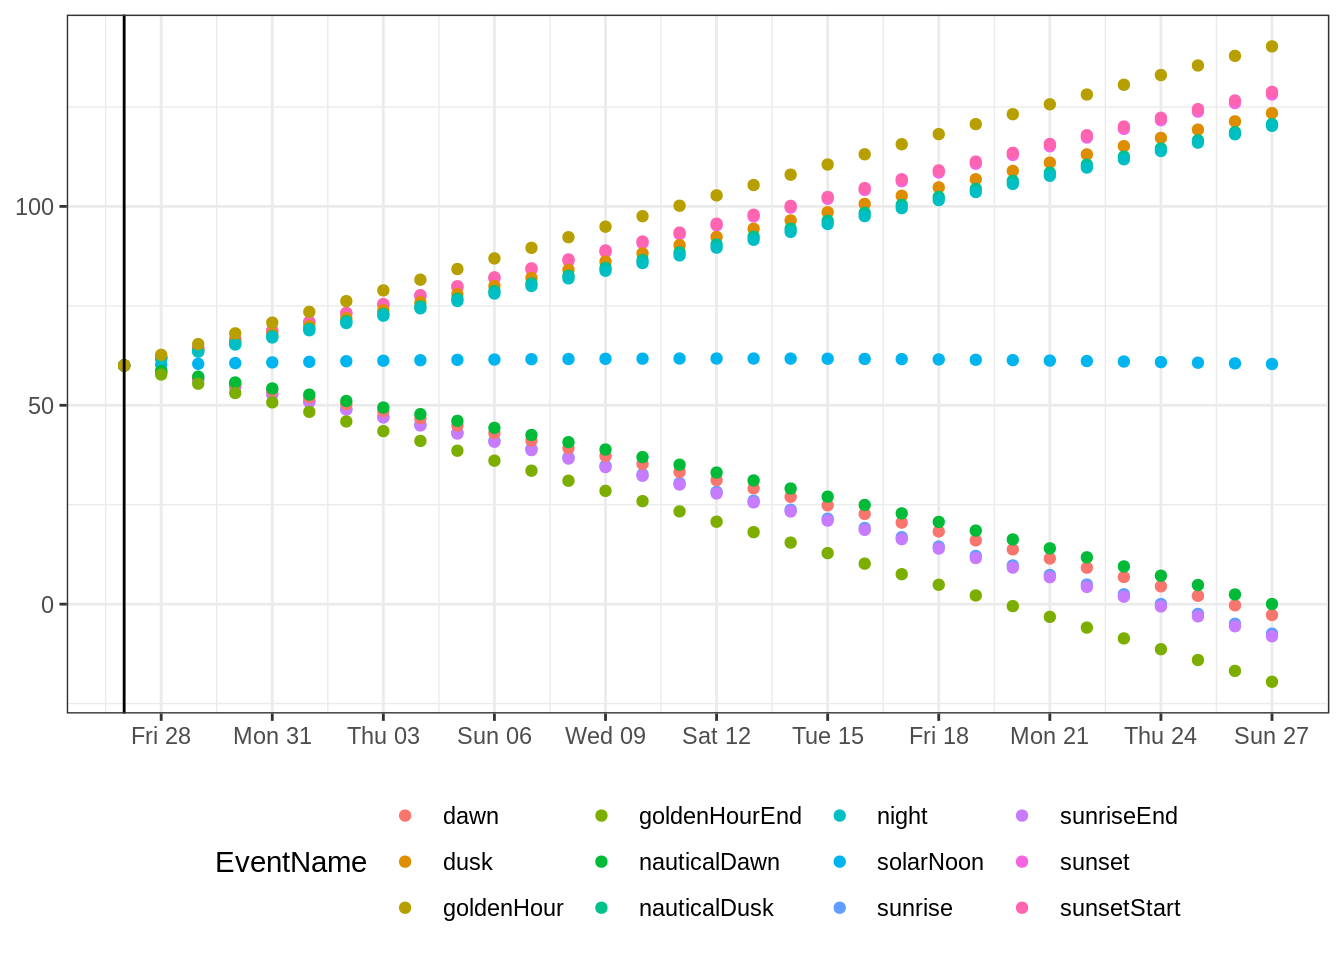 100
50
0
Fri 28 Mon 31 Thu 03 Sun 06 Wed 09 Sat 12 Tue 15 Fri 18 Mon 21 Thu 24 Sun 27
dawn goldenHourEnd night sunriseEnd
EventName dusk nauticalDawn solarNoon sunset
goldenHour nauticalDusk sunrise sunsetStart